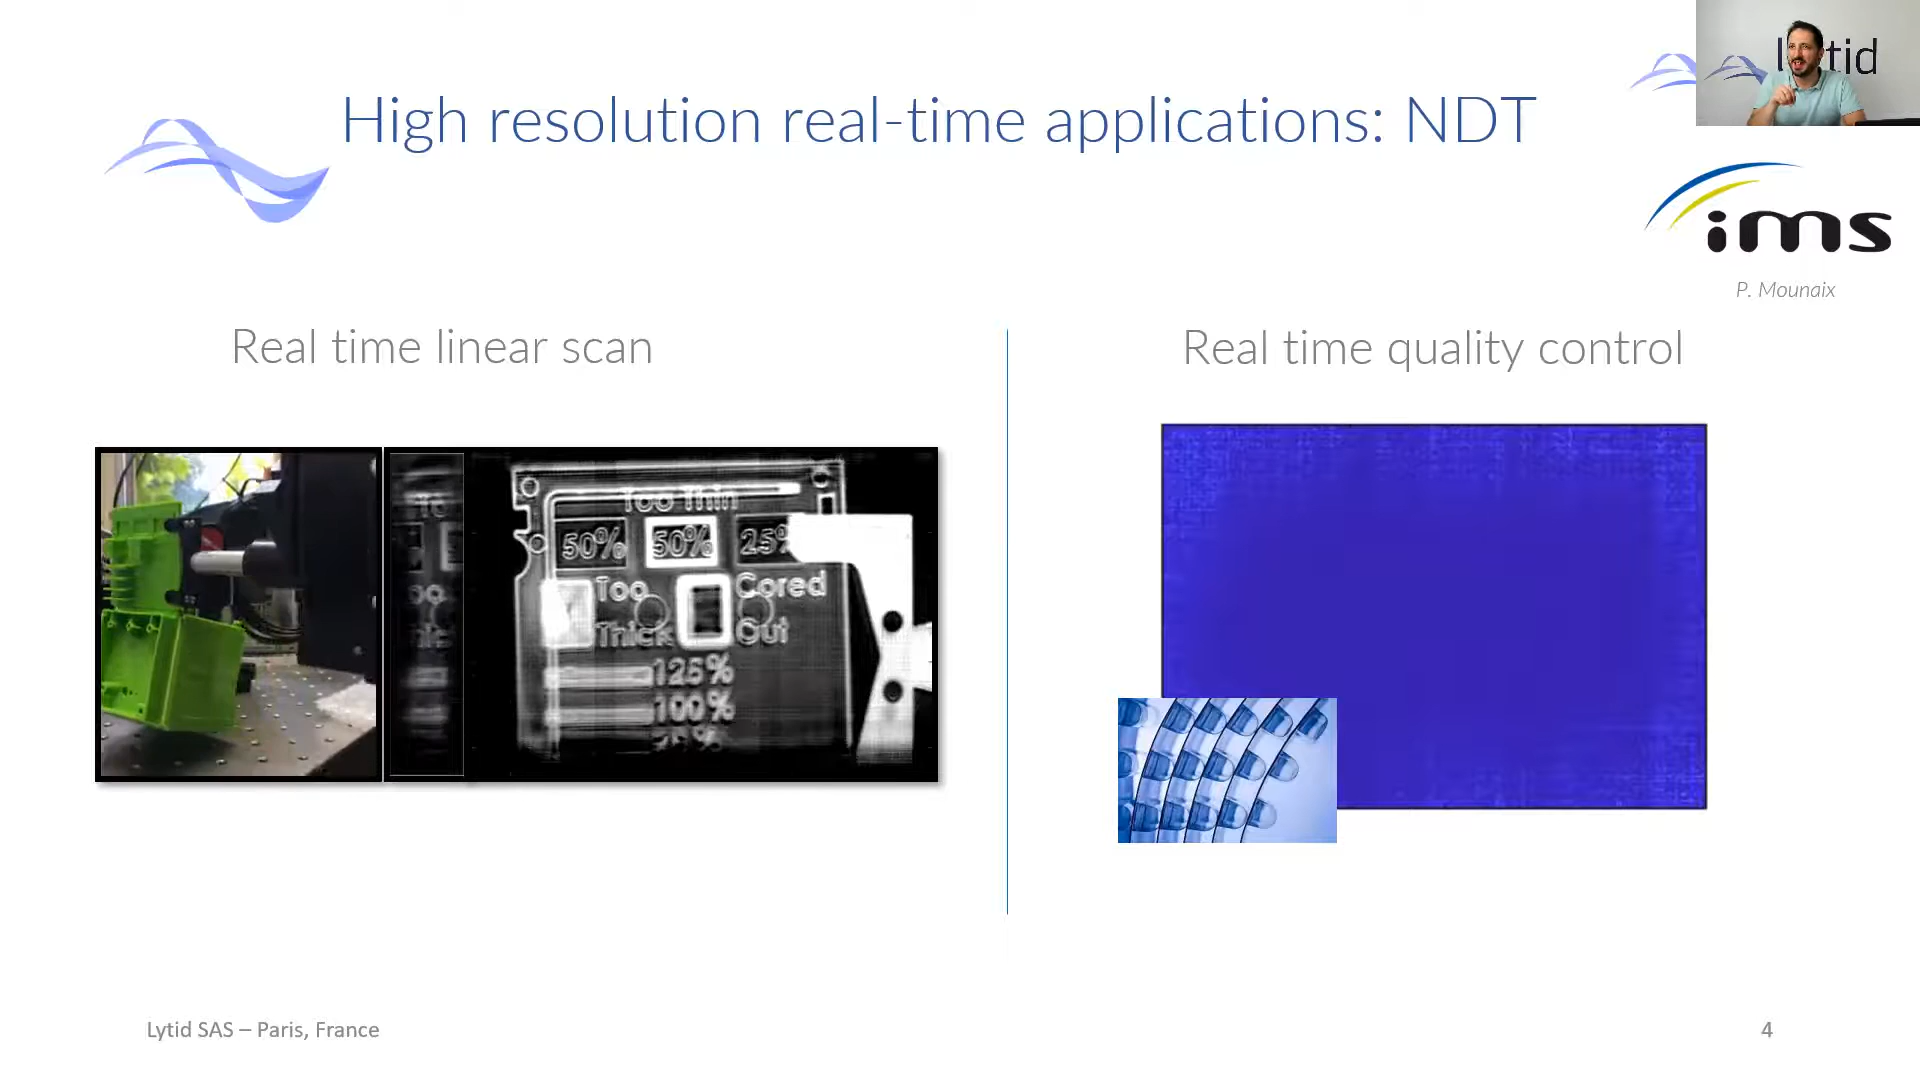 High resolution real-time applications: NDT
lytid
ims
P. Mounaix
Real time linear scan
Real time quality control
Too Thin
50%
50%
25%
Too
Thick
Cored
Out
125%
100%
Lytid SAS – Paris, France
4